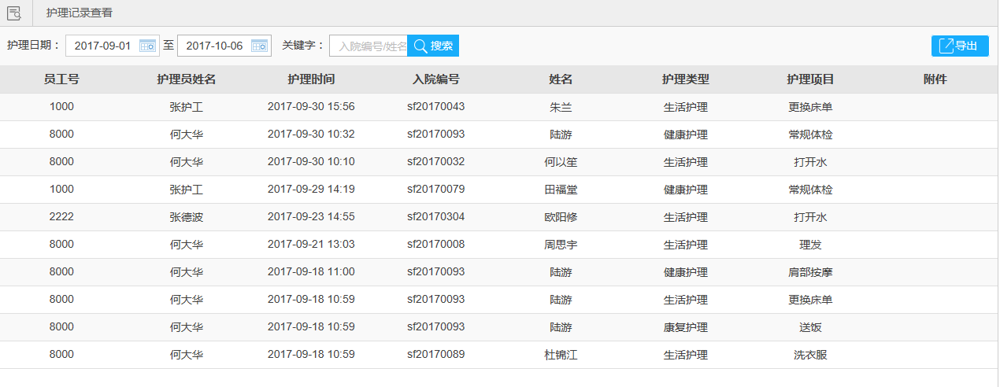 护理记录查看
护理日期： 2017-09-01 至 2017-10-06 关键字： 入院编号/姓名 搜索 导出
员工号 护理员姓名 护理时间 入院编号 姓名 护理类型 护理项目 附件
1000 张护工 2017-09-30 15:56 sf20170043 朱兰 生活护理 更换床单
8000 何大华 2017-09-30 10:32 sf20170093 陆游 健康护理 常规体检
8000 何大华 2017-09-30 10:10 sf20170032 何以笙 生活护理 打开水
1000 张护工 2017-09-29 14:19 sf20170079 田福堂 健康护理 常规体检
2222 张德波 2017-09-23 14:55 sf20170304 欧阳修 生活护理 打开水
8000 何大华 2017-09-21 13:03 sf20170008 周思宇 生活护理 理发
8000 何大华 2017-09-18 11:00 sf20170093 陆游 健康护理 肩部按摩
8000 何大华 2017-09-18 10:59 sf20170093 陆游 生活护理 更换床单
8000 何大华 2017-09-18 10:59 sf20170093 陆游 康复护理 送饭
8000 何大华 2017-09-18 10:59 sf20170089 杜锦江 生活护理 洗衣服